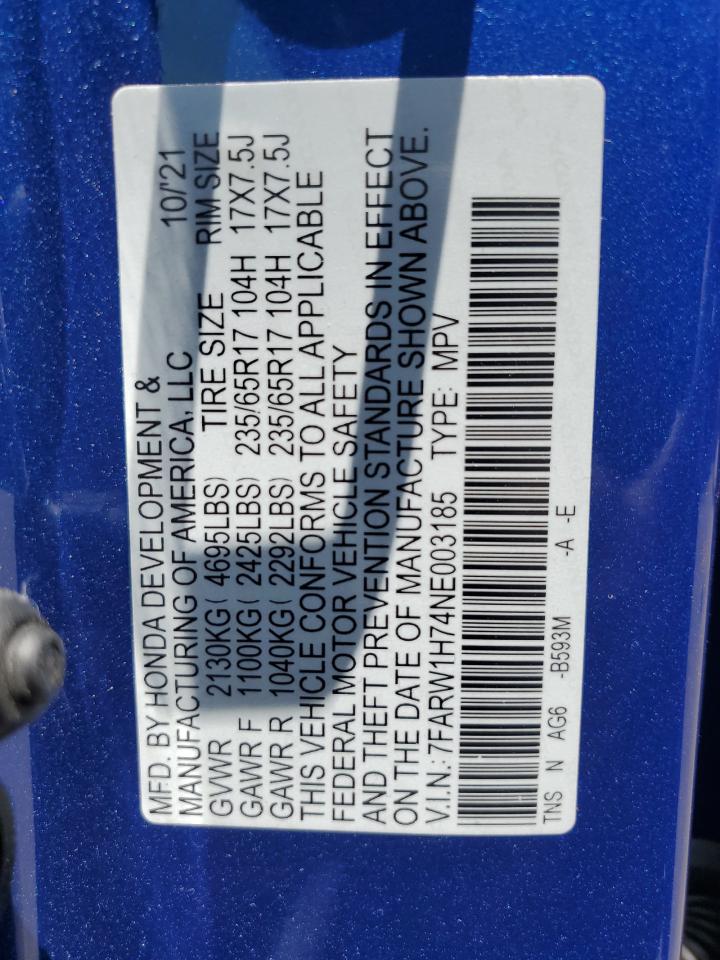 MFD. BY HONDA DEVELOPMENT &
MANUFACTURING OF AMERICA, LLC 10/'21
GVWR 2130KG( 4695LBS) TIRE SIZE RIM SIZE
GAWR F 1100KG( 2425LBS) 235/65R17 104H 17X7.5J
GAWR R 1040KG( 2292LBS) 235/65R17 104H 17X7.5J
THIS VEHICLE CONFORMS TO ALL APPLICABLE
FEDERAL MOTOR VEHICLE SAFETY
AND THEFT PREVENTION STANDARDS IN EFFECT
ON THE DATE OF MANUFACTURE SHOWN ABOVE.
V.I.N.: 7FARW1H74NE003185 TYPE: MPV
TNS N AG6 -B593M -A -E